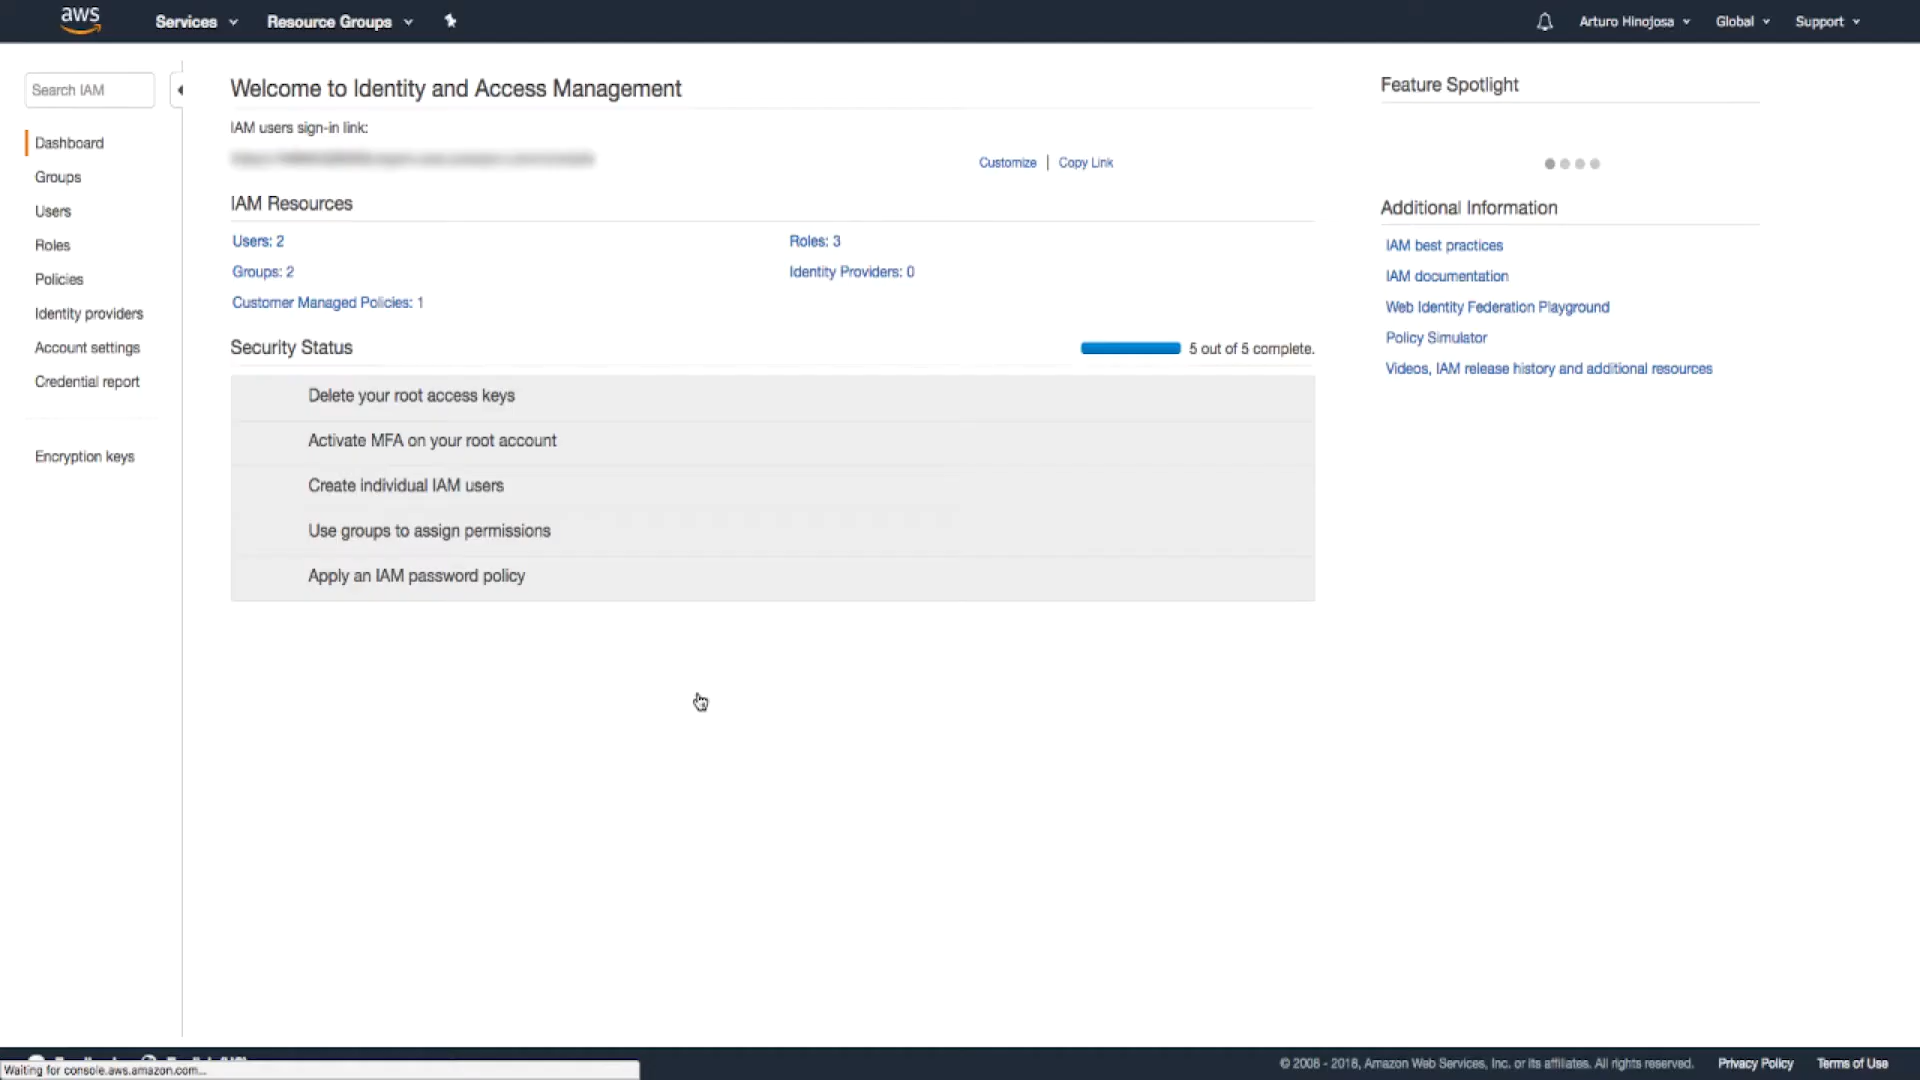 aws
Services
Resource Groups
Arturo Hinojosa
Global
Support
Search IAM
Dashboard
Groups
Users
Roles
Policies
Identity providers
Account settings
Credential report
Encryption keys
Welcome to Identity and Access Management
IAM users sign-in link:
Customize | Copy Link
IAM Resources
Users: 2
Roles: 3
Groups: 2
Identity Providers: 0
Customer Managed Policies: 1
Security Status
5 out of 5 complete.
Delete your root access keys
Activate MFA on your root account
Create individual IAM users
Use groups to assign permissions
Apply an IAM password policy
Feature Spotlight
Additional Information
IAM best practices
IAM documentation
Web Identity Federation Playground
Policy Simulator
Videos, IAM release history and additional resources
Waiting for console.aws.amazon.com...
© 2008 - 2018, Amazon Web Services, Inc. or its affiliates. All rights reserved.
Privacy Policy
Terms of Use